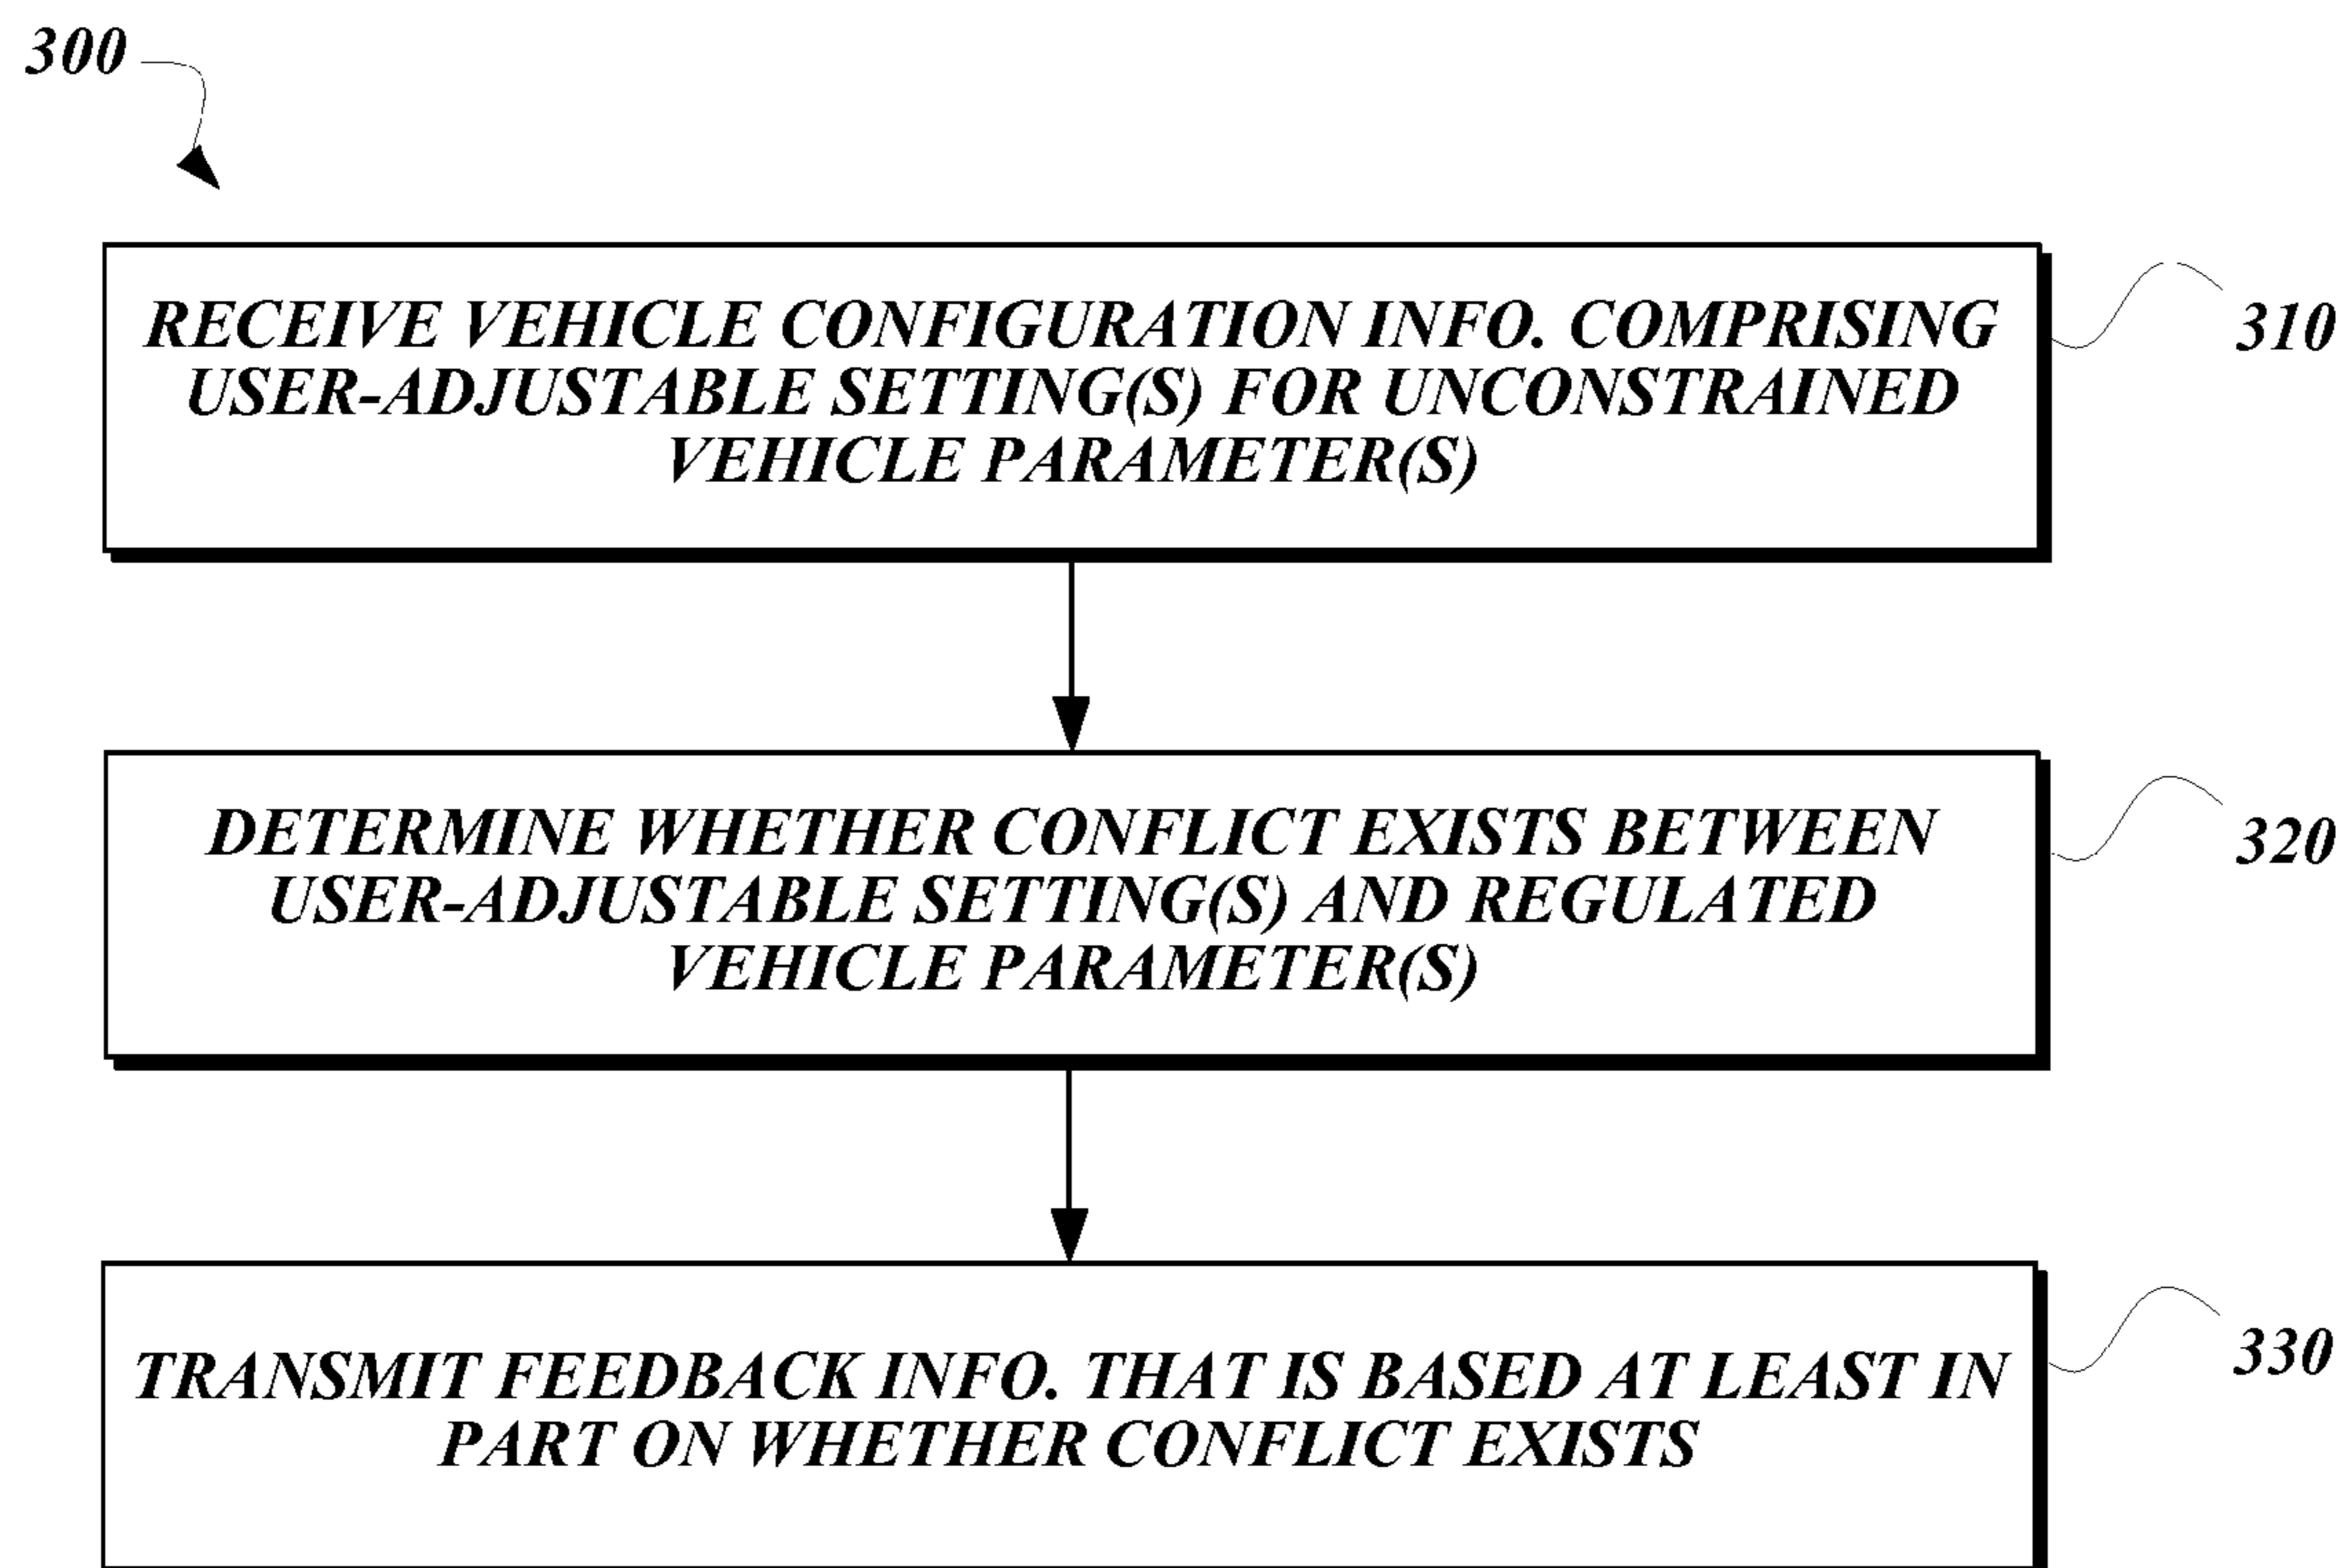 300
RECEIVE VEHICLE CONFIGURATION INFO. COMPRISING
USER-ADJUSTABLE SETTING(S) FOR UNCONSTRAINED
VEHICLE PARAMETER(S)
310
DETERMINE WHETHER CONFLICT EXISTS BETWEEN
USER-ADJUSTABLE SETTING(S) AND REGULATED
VEHICLE PARAMETER(S)
320
TRANSMIT FEEDBACK INFO. THAT IS BASED AT LEAST IN
PART ON WHETHER CONFLICT EXISTS
330